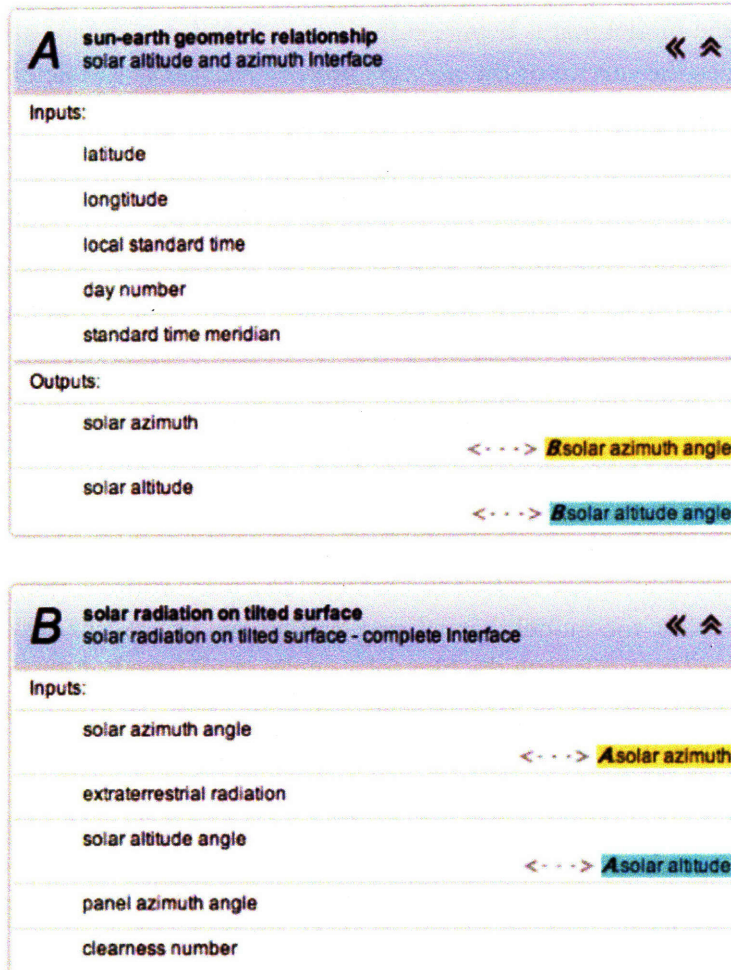 A sun-earth geometric relationship
solar altitude and azimuth Interface
Inputs:
latitude
longtitude
local standard time
day number
standard time meridian
Outputs:
solar azimuth
<---> B.solar azimuth angle
solar altitude
<---> B.solar altitude angle
B solar radiation on tilted surface
solar radiation on tilted surface - complete Interface
Inputs:
solar azimuth angle
<---> A.solar azimuth
extraterrestrial radiation
solar altitude angle
<---> A.solar altitude
panel azimuth angle
clearness number